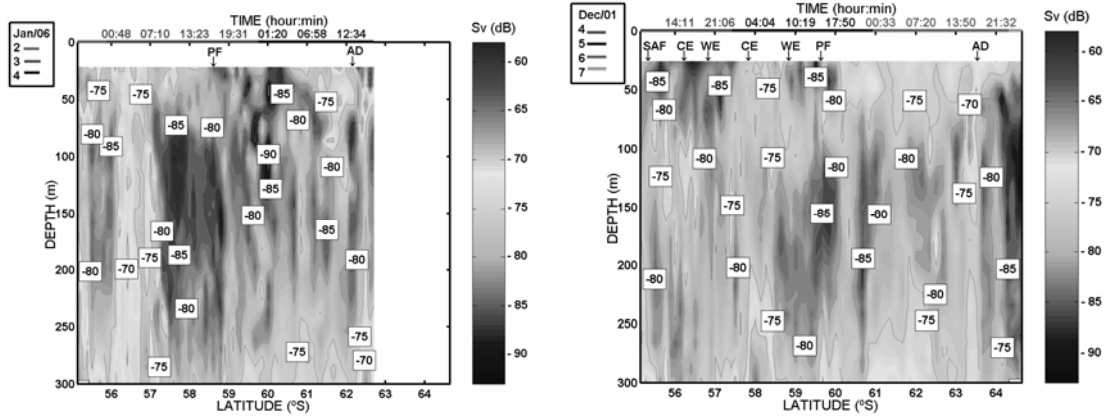 TIME (hour:min)
Jan/06
2
3
4
00:48 07:10 13:23 19:31 01:20 06:58 12:34
PF AD
0
50
100
150
200
250
300
DEPTH (m)
-75 -75 -85 -75
-80 -85 -85 -80 -80
-90 -80
-85 -80
-80 -85
-80 -70 -75 -85 -80
-80
-75 -75 -75 -70
56 57 58 59 60 61 62 63 64
LATITUDE (ºS)
Sv (dB)
- 60
- 65
- 70
- 75
- 80
- 85
- 90
TIME (hour:min)
Dec/01
4
5
6
7
14:11 21:06 04:04 10:19 17:50 00:33 07:20 13:50 21:32
SAF CE WE CE WE PF AD
0
50
100
150
200
250
300
DEPTH (m)
-85 -85 -75 -85
-80 -80 -75 -70
-80 -75 -80 -80
-75 -80
-75 -85 -80 -75
-80 -80 -85 -85
-80
-75 -75
-80 -70
56 57 58 59 60 61 62 63 64
LATITUDE (ºS)
Sv (dB)
- 60
- 65
- 70
- 75
- 80
- 85
- 90